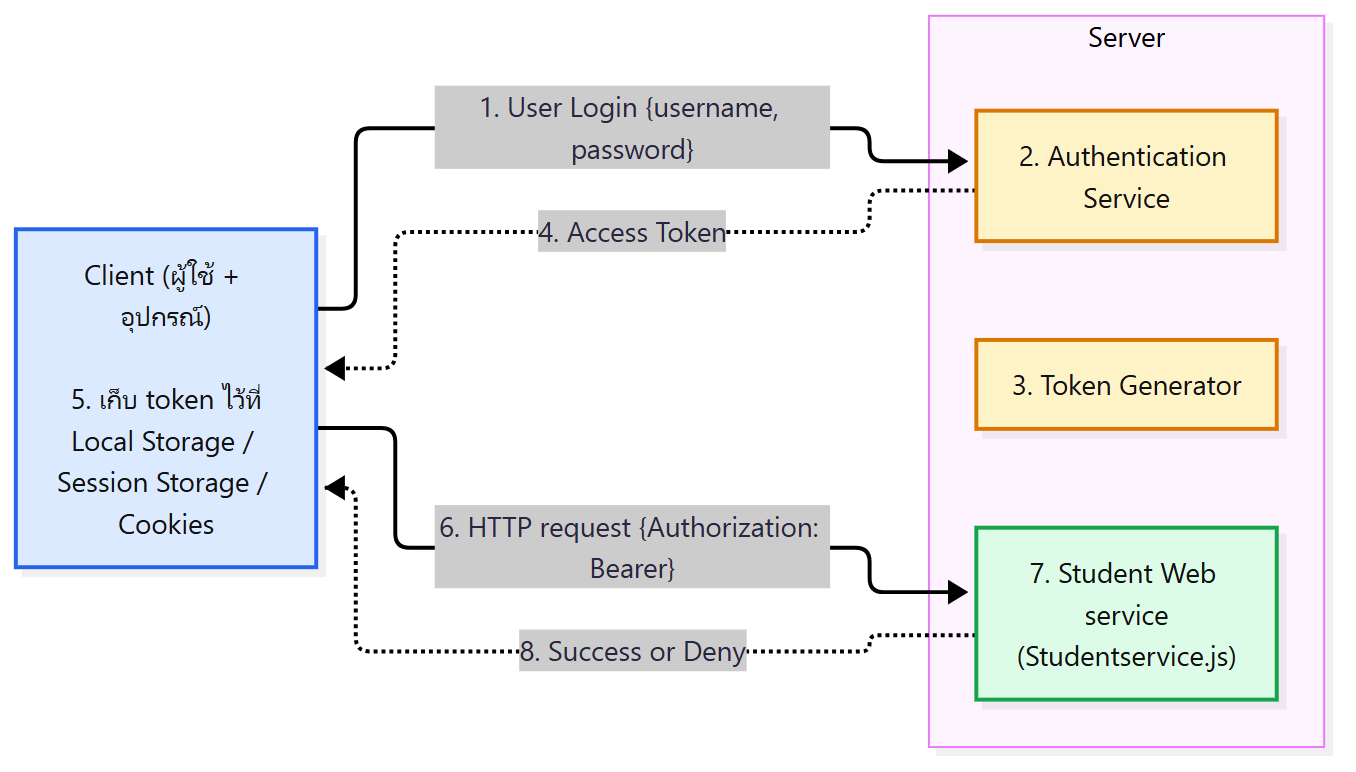 Server
1. User Login {username,
password}
2. Authentication
Service
4. Access Token
Client (ผู้ใช้ +
อุปกรณ์)
5. เก็บ token ไว้ที่
Local Storage /
Session Storage /
Cookies
3. Token Generator
6. HTTP request {Authorization:
Bearer}
7. Student Web
service
(Studentservice.js)
8. Success or Deny